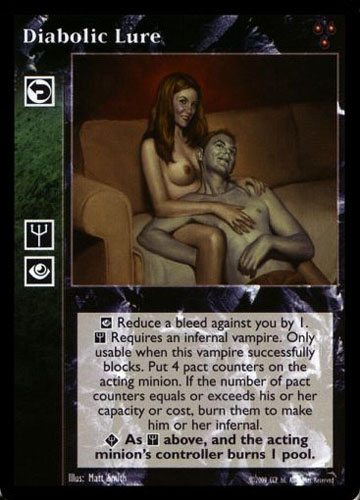 Diabolic Lure
Reduce a bleed against you by 1.
Requires an infernal vampire. Only
usable when this vampire successfully
blocks. Put 4 pact counters on the
acting minion. If the number of pact
counters equals or exceeds his or her
capacity or cost, burn them to make
him or her infernal.
As above, and the acting
minion's controller burns 1 pool.
Illus: Matt Smith
Rights Reserved